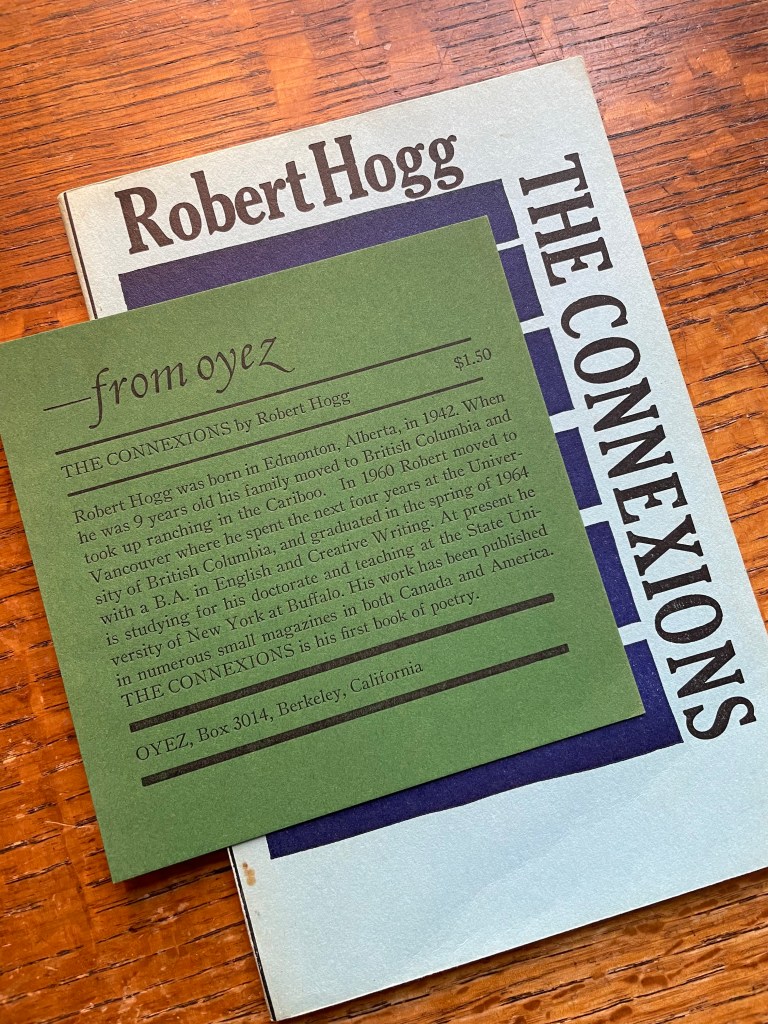 Robert Hogg
THE CONNEXIONS
—from oyez
$1.50
THE CONNEXIONS by Robert Hogg
Robert Hogg was born in Edmonton, Alberta, in 1942. When
he was 9 years old his family moved to British Columbia and
took up ranching in the Cariboo. In 1960 Robert moved to
Vancouver where he spent the next four years at the Univer-
sity of British Columbia, and graduated in the spring of 1964
with a B.A. in English and Creative Writing. At present he
is studying for his doctorate and teaching at the State Uni-
versity of New York at Buffalo. His work has been published
in numerous small magazines in both Canada and America.
THE CONNEXIONS is his first book of poetry.
OYEZ, Box 3014, Berkeley, California